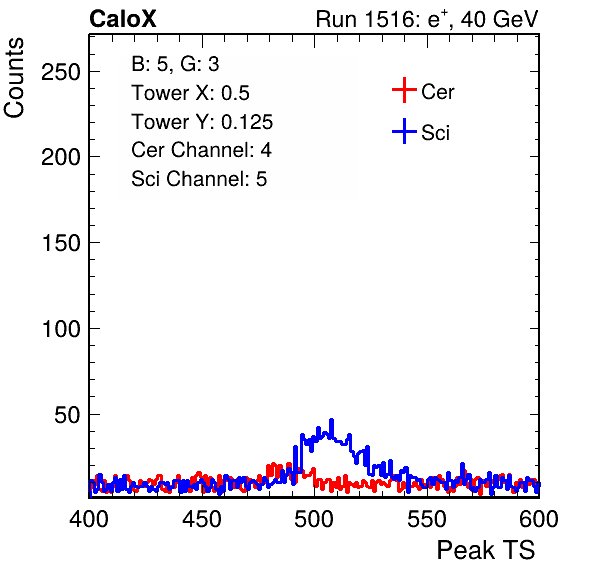 CaloX Run 1516: e⁺, 40 GeV
Counts
B: 5, G: 3
Tower X: 0.5
Tower Y: 0.125
Cer Channel: 4
Sci Channel: 5
Cer
Sci
250
200
150
100
50
400 450 500 550 600
Peak TS